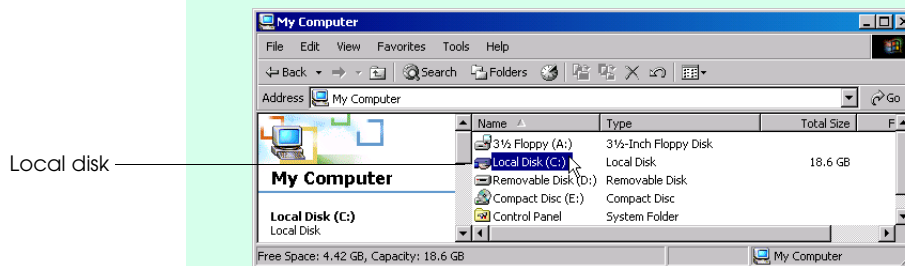 My Computer
File Edit View Favorites Tools Help
Back Search Folders
Address My Computer Go
Name Type Total Size F
3½ Floppy (A:) 3½-Inch Floppy Disk
Local disk
Local Disk (C:) Local Disk 18.6 GB
My Computer
Removable Disk (D:) Removable Disk
Compact Disc (E:) Compact Disc
Local Disk (C:)
Control Panel System Folder
Local Disk
Free Space: 4.42 GB, Capacity: 18.6 GB My Computer